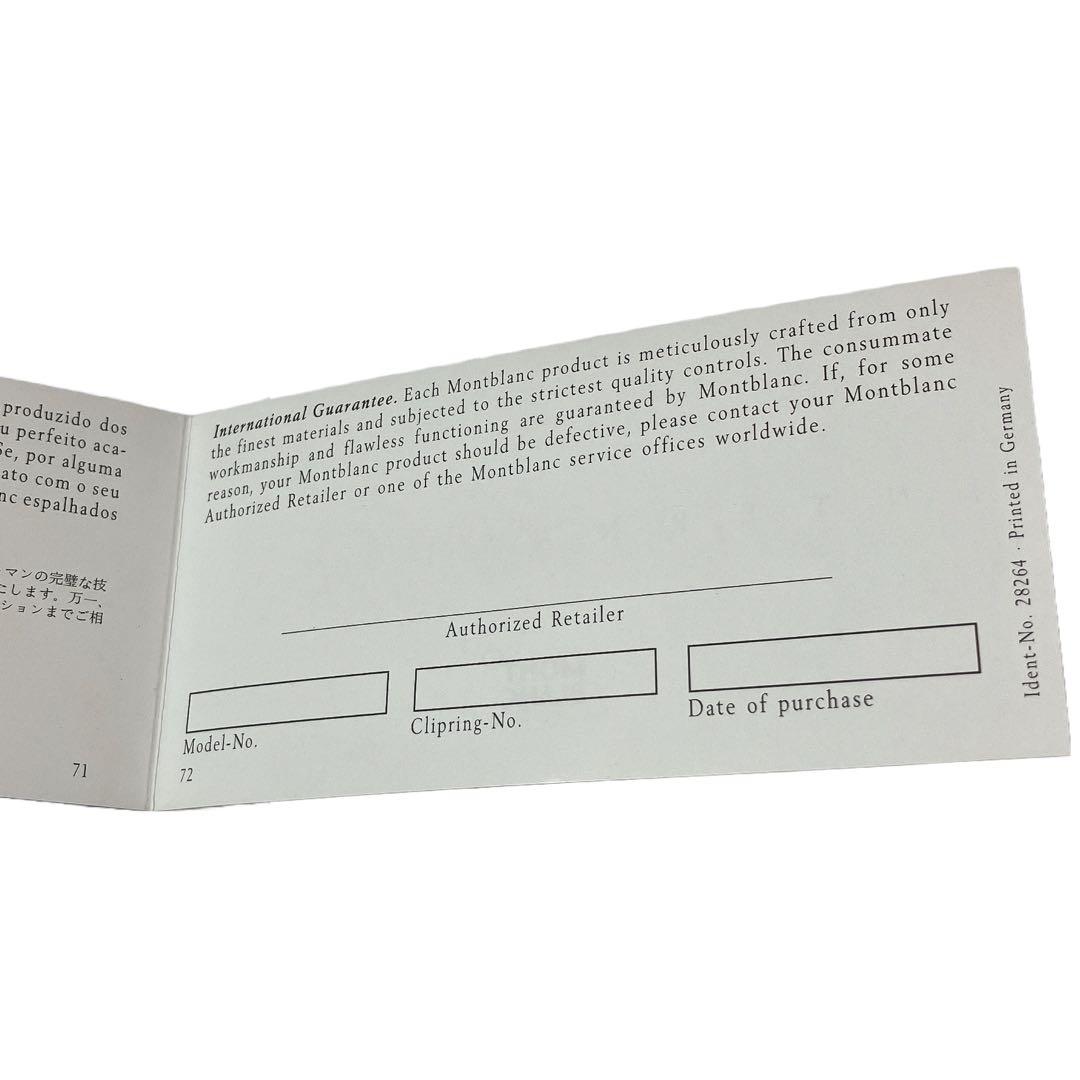 produzido dos
u perfeito aca-
Se, por alguma
ato com o seu
nc espalhados
マンの完璧な技
たします。万一、
ションまでご相
71
International Guarantee. Each Montblanc product is meticulously crafted from only
the finest materials and subjected to the strictest quality controls. The consummate
workmanship and flawless functioning are guaranteed by Montblanc. If, for some
reason, your Montblanc product should be defective, please contact your Montblanc
Authorized Retailer or one of the Montblanc service offices worldwide.
Authorized Retailer
Model-No.
Clipring-No.
Date of purchase
72
Ident-No. 28264 · Printed in Germany